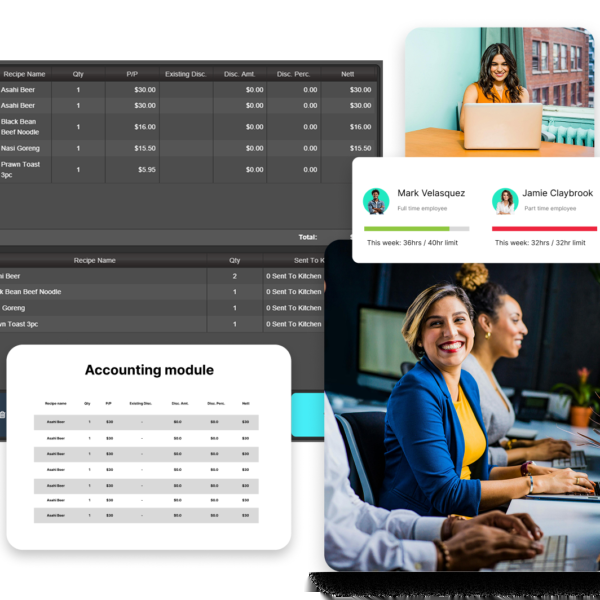 Recipe Name Qty P/P Existing Disc. Disc. Amt. Disc. Perc. Nett
Asahi Beer 1 $30.00 $0.00 0.00 $30.00
Asahi Beer 1 $30.00 $0.00 0.00 $30.00
Black Bean
Beef Noodle 1 $16.00 $0.00 0.00 $16.00
Nasi Goreng 1 $15.50 $0.00 0.00 $15.50
Prawn Toast
3pc 1 $5.95 $0.00 0.00
Total:
Mark Velasquez
Full time employee
This week: 36hrs / 40hr limit
Jamie Claybrook
Part time employee
This week: 32hrs / 32hr limit
Recipe Name Qty Sent To K
hi Beer 2 0 Sent To Kitchen
k Bean Beef Noodle 1 0 Sent To Kitchen
Goreng 1 0 Sent To Kitchen
wn Toast 3pc 1 0 Sent To Kitchen
Accounting module
Recipe name Qty P/P Existing Disc. Disc. Amt. Disc. Perc. Nett
Asahi Beer 1 $30 - $0.0 $0.0 $30
Asahi Beer 1 $30 - $0.0 $0.0 $30
Asahi Beer 1 $30 - $0.0 $0.0 $30
Asahi Beer 1 $30 - $0.0 $0.0 $30
Asahi Beer 1 $30 - $0.0 $0.0 $30
Asahi Beer 1 $30 - $0.0 $0.0 $30
Asahi Beer 1 $30 - $0.0 $0.0 $30